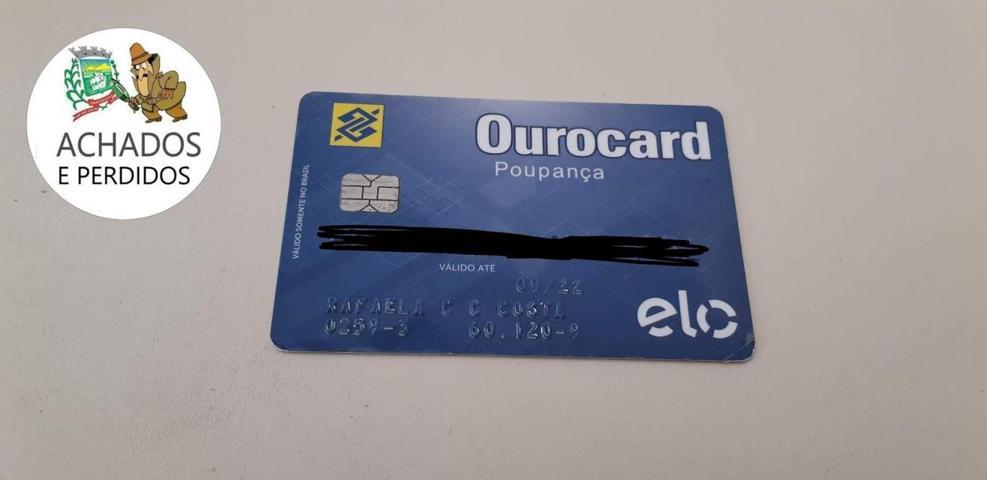 ACHADOS
E PERDIDOS
Ourocard
Poupança
VÁLIDO SOMENTE NO BRASIL
VÁLIDO ATÉ
09/22
RAFAELA C C COSTA
0259-3 60.120-9
elo